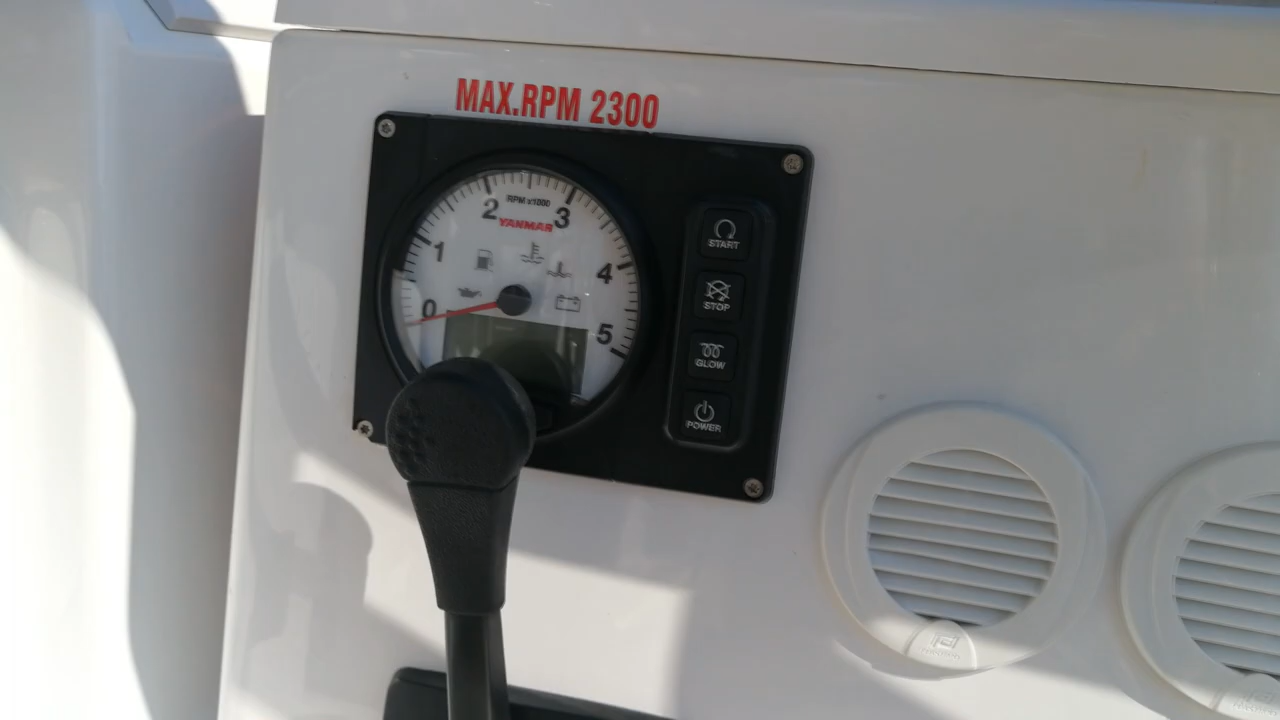 MAX.RPM 2300
RPM x1000
2
3
YANMAR
1
4
0
5
START
STOP
GLOW
POWER